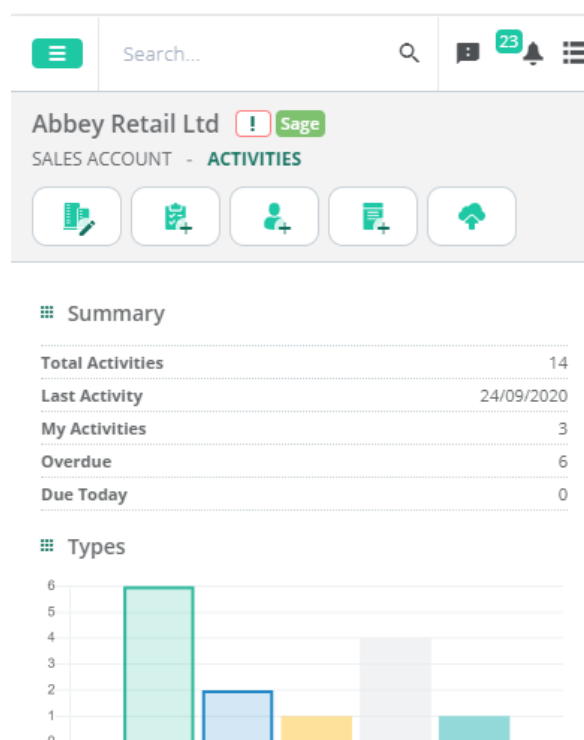 Search...
23
Abbey Retail Ltd ! Sage
SALES ACCOUNT - ACTIVITIES
Summary
Total Activities 14
Last Activity 24/09/2020
My Activities 3
Overdue 6
Due Today 0
Types
6
5
4
3
2
1
0